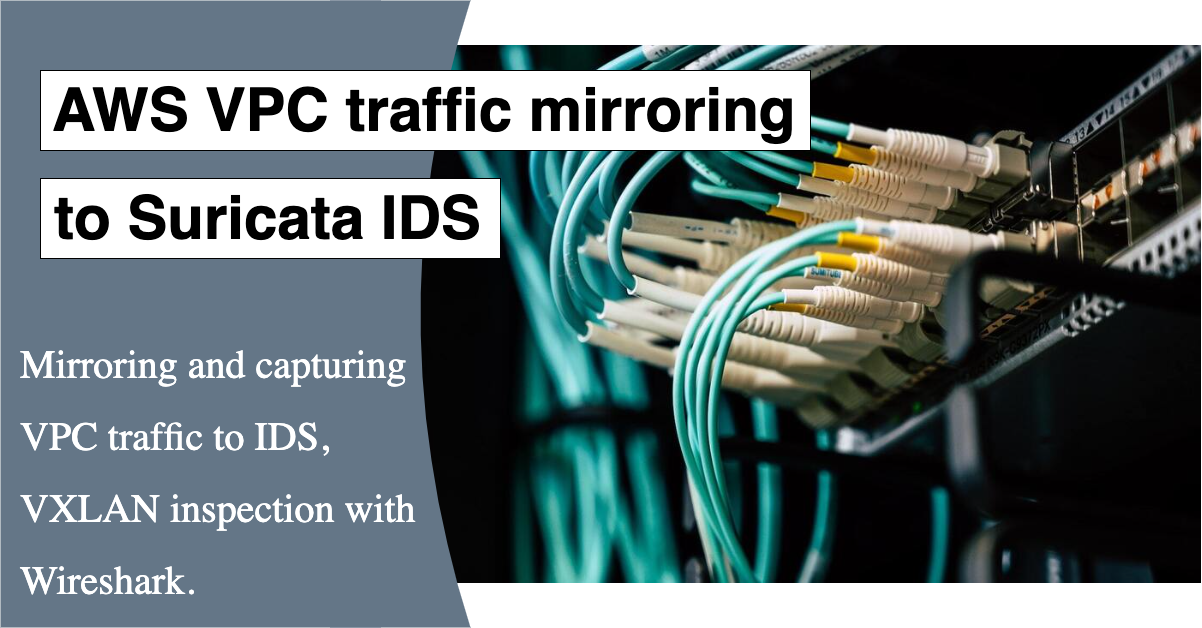 AWS VPC traffic mirroring
to Suricata IDS
Mirroring and capturing
VPC traffic to IDS,
VXLAN inspection with
Wireshark.